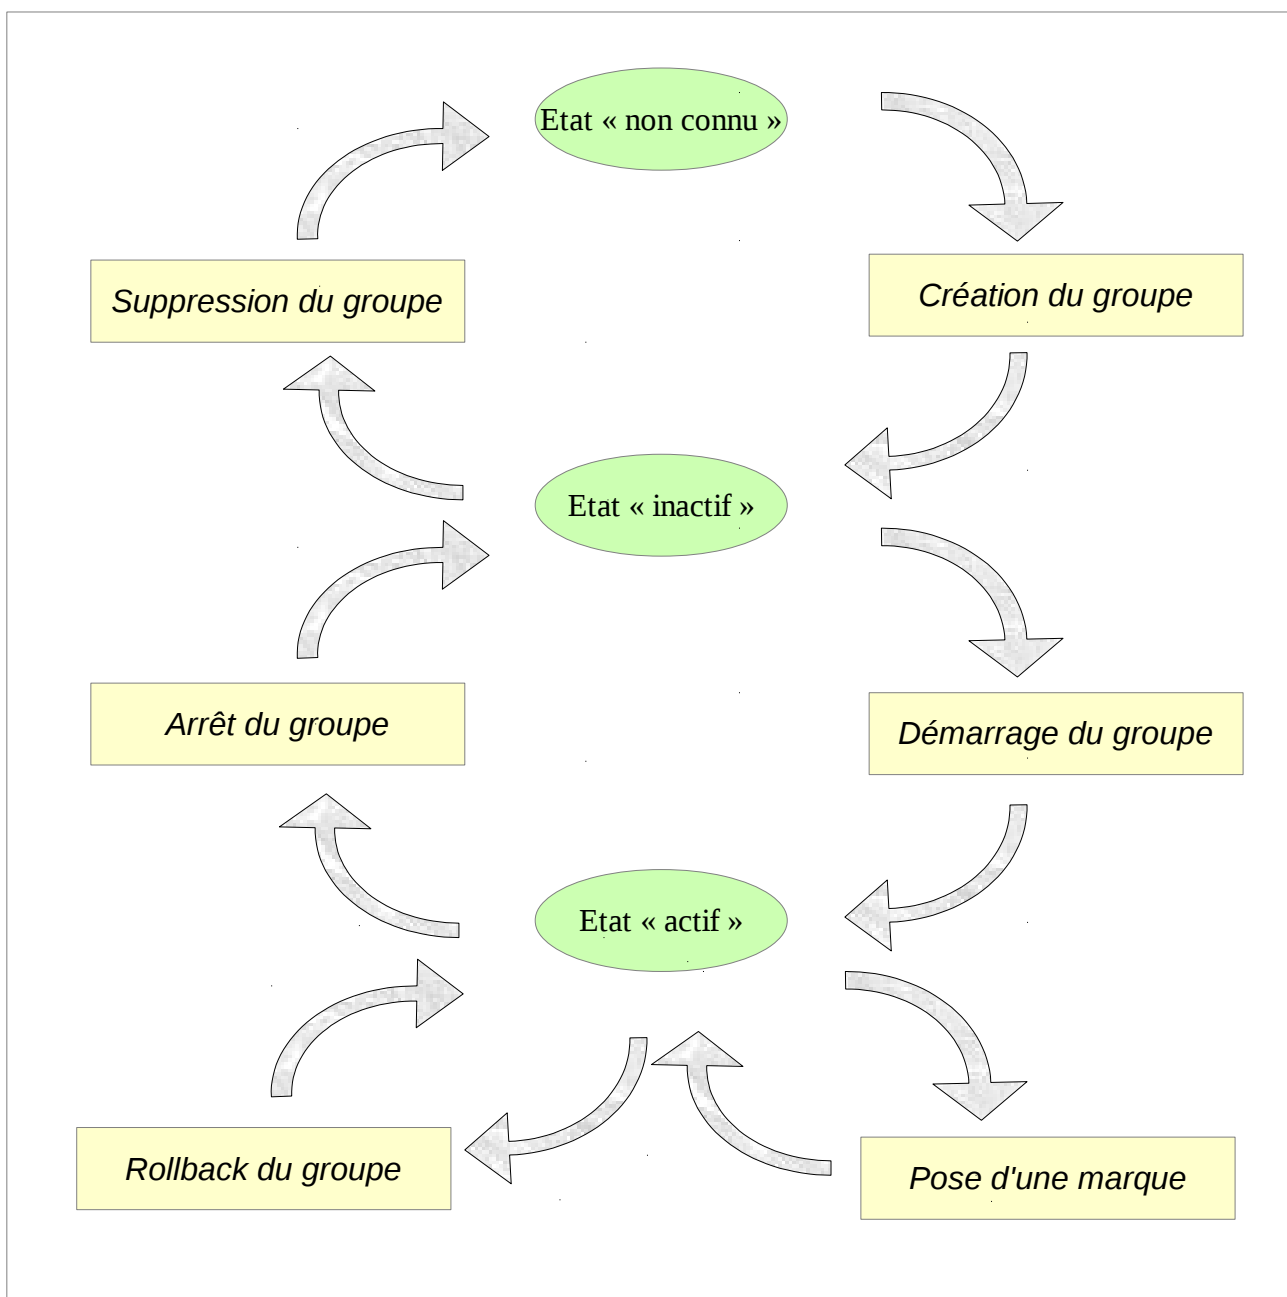 Etat « non connu »
Suppression du groupe
Création du groupe
Etat « inactif »
Arrêt du groupe
Démarrage du groupe
Etat « actif »
Rollback du groupe
Pose d'une marque